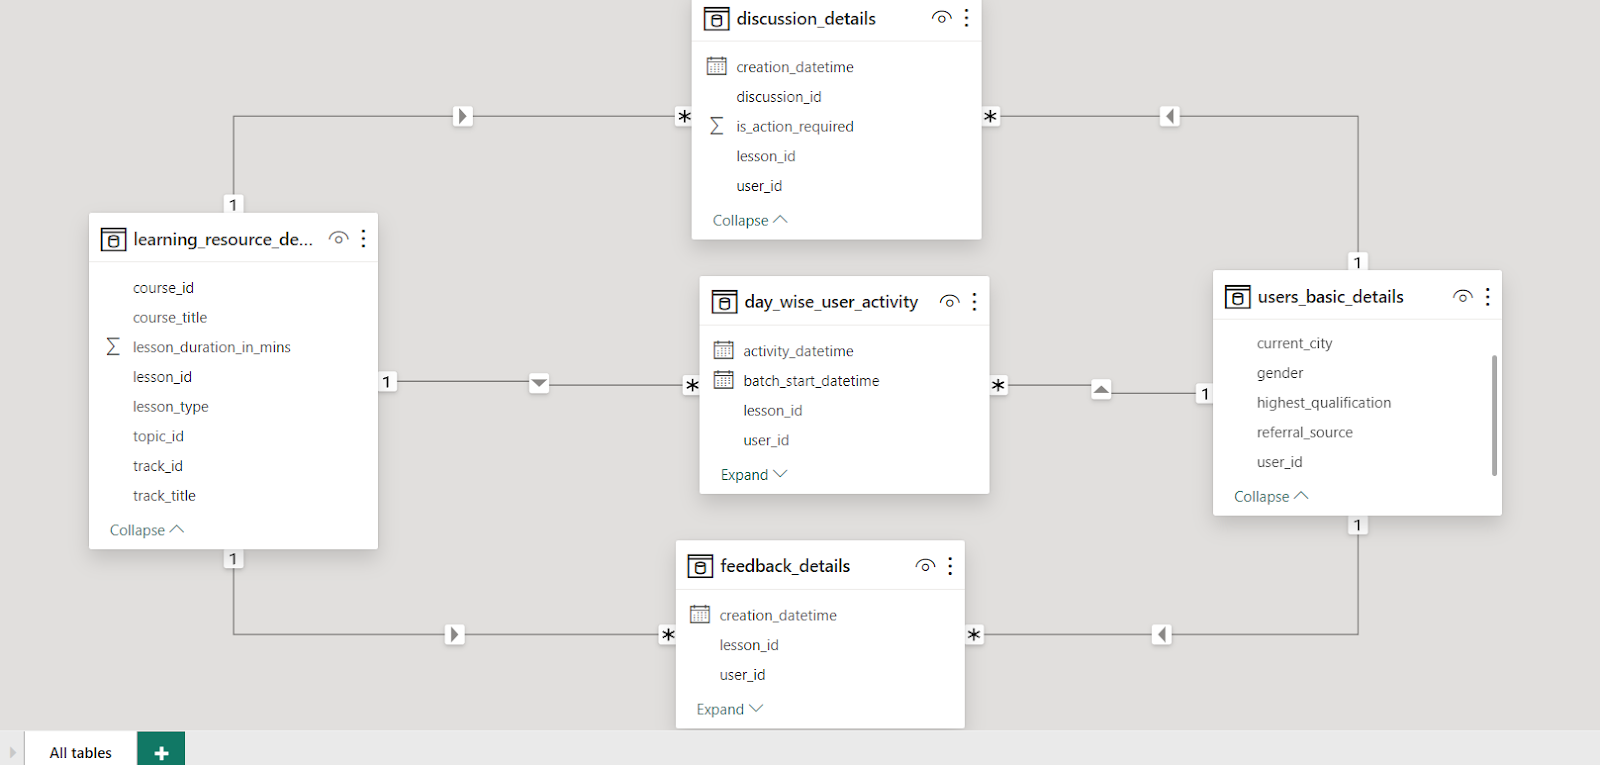 discussion_details
creation_datetime
discussion_id
is_action_required
lesson_id
user_id
Collapse
*
*
1
1
learning_resource_de...
course_id
course_title
lesson_duration_in_mins
lesson_id
lesson_type
topic_id
track_id
track_title
Collapse
1
*
day_wise_user_activity
activity_datetime
batch_start_datetime
lesson_id
user_id
Expand
*
1
users_basic_details
current_city
gender
highest_qualification
referral_source
user_id
Collapse
1
1
feedback_details
creation_datetime
lesson_id
user_id
Expand
*
*
All tables
+